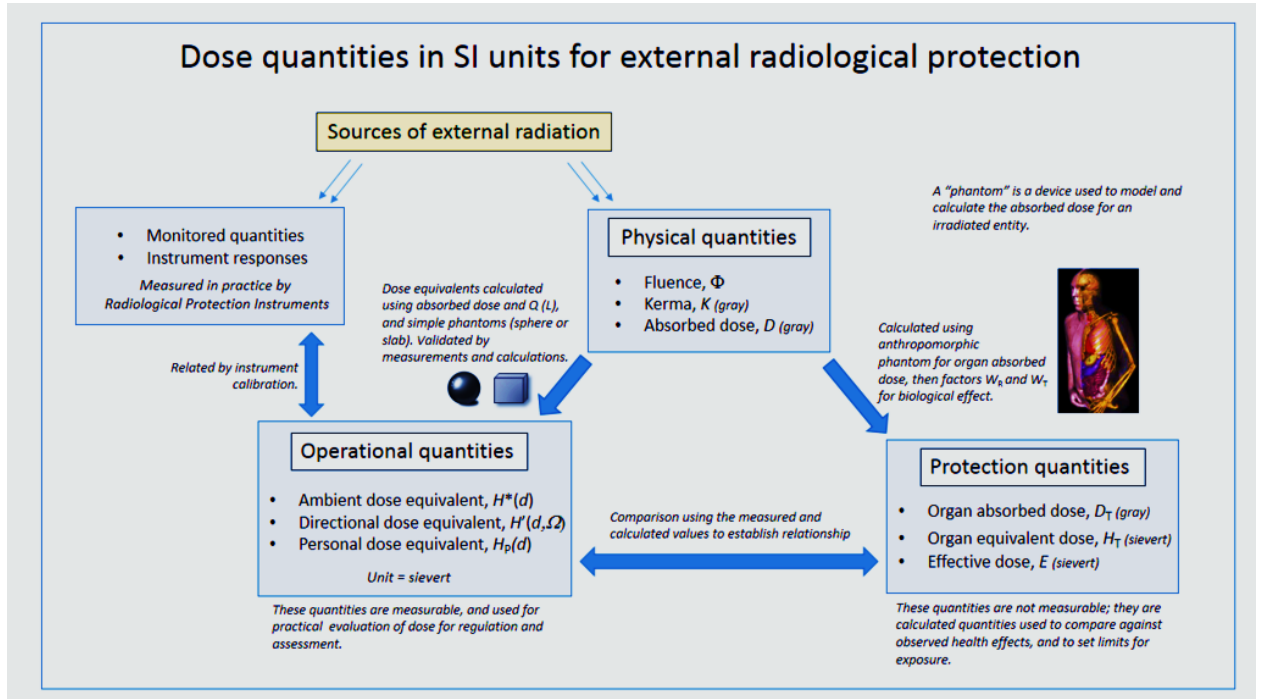 Dose quantities in SI units for external radiological protection
Sources of external radiation
• Monitored quantities
• Instrument responses
Measured in practice by
Radiological Protection Instruments
Physical quantities
• Fluence, Φ
• Kerma, K (gray)
• Absorbed dose, D (gray)
A “phantom” is a device used to model and
calculate the absorbed dose for an
irradiated entity.
Dose equivalents calculated
using absorbed dose and Q (L),
and simple phantoms (sphere or
slab). Validated by
measurements and calculations.
Calculated using
anthropomorphic
phantom for organ absorbed
dose, then factors W_R and W_T
for biological effect.
Related by instrument
calibration.
Operational quantities
• Ambient dose equivalent, H*(d)
• Directional dose equivalent, H'(d,Ω)
• Personal dose equivalent, H_P(d)
Unit = sievert
These quantities are measurable, and used for
practical evaluation of dose for regulation and
assessment.
Comparison using the measured and
calculated values to establish relationship
Protection quantities
• Organ absorbed dose, D_T (gray)
• Organ equivalent dose, H_T (sievert)
• Effective dose, E (sievert)
These quantities are not measurable; they are
calculated quantities used to compare against
observed health effects, and to set limits for
exposure.